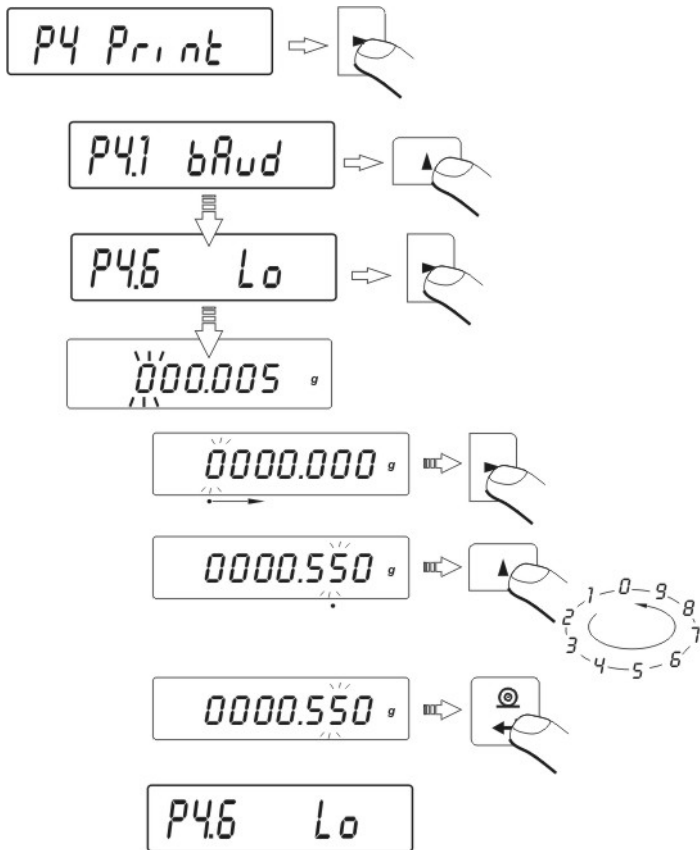 P4 Print
P4.1 bAud
P4.6 Lo
000.005 g
0000.000 g
0000.550 g
1 0 9 8 7 6 5 4 3 2
0000.550 g
P4.6 Lo